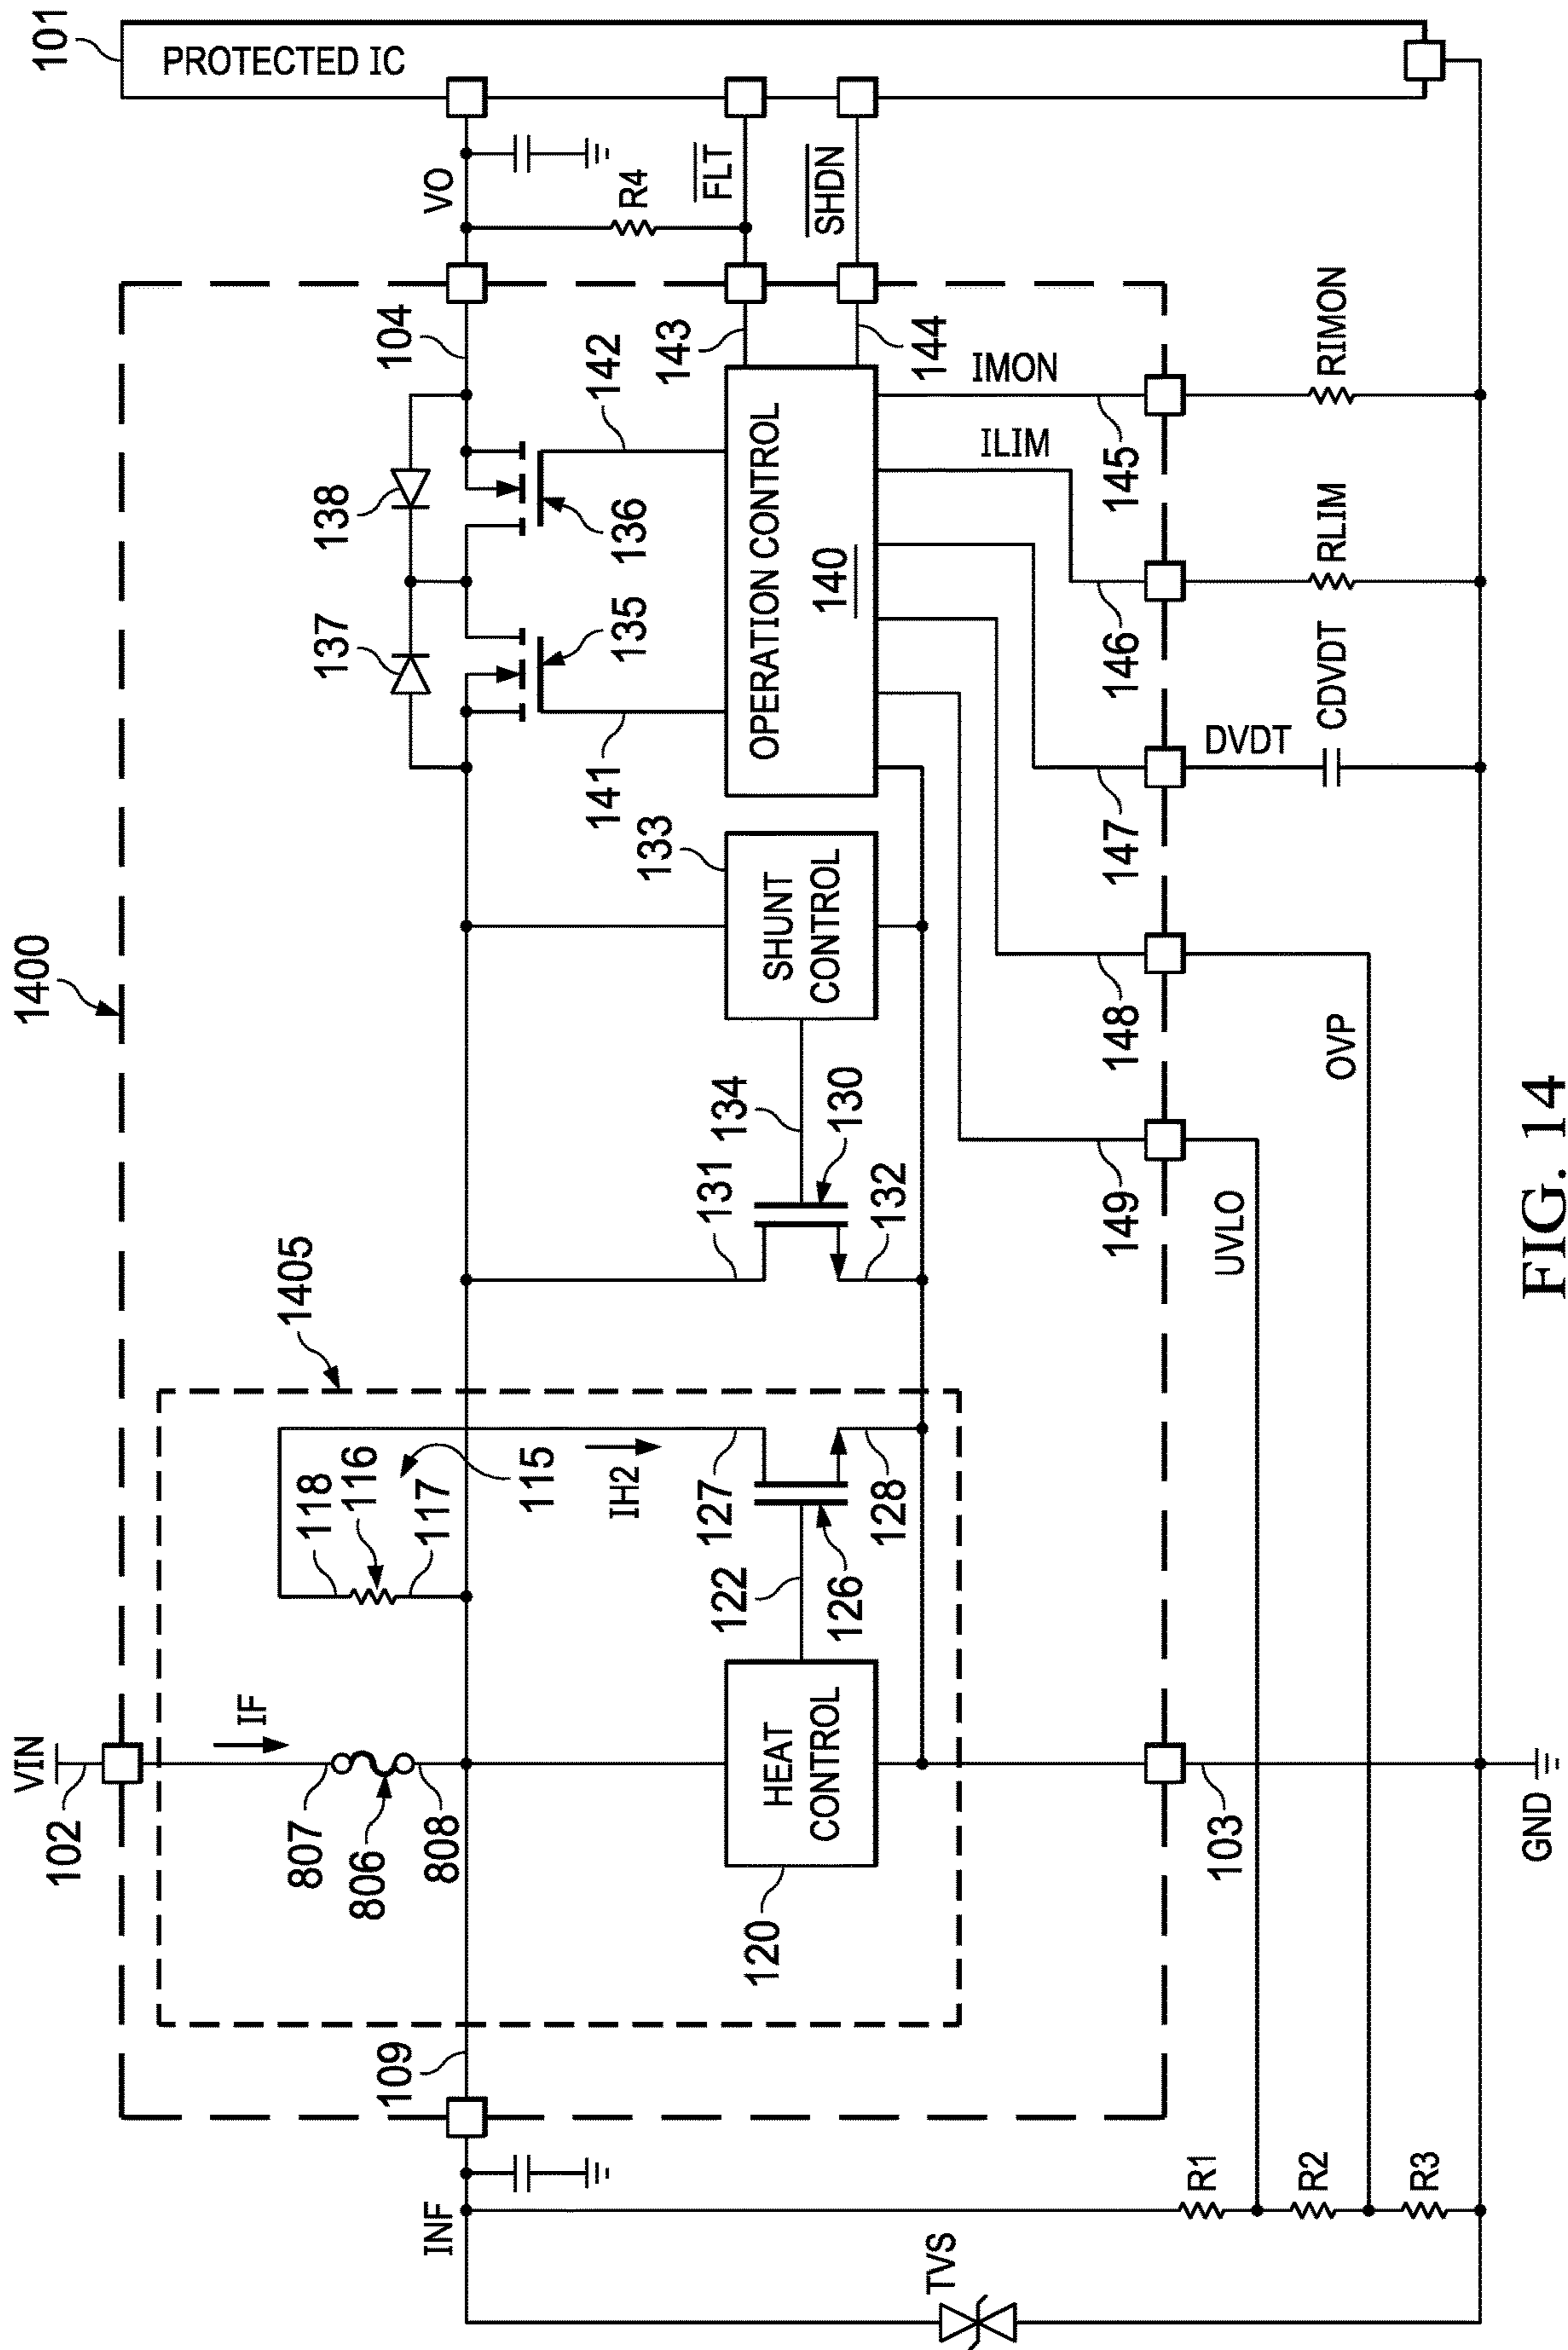 101
PROTECTED IC
VO
R4
FLT
SHDN
104
142
143
144
138
136
137
135
141
OPERATION CONTROL
140
IMON
145
RIMON
ILIM
146
RLIM
147
DVDT
CDVDT
133
SHUNT
CONTROL
148
OVP
1400
134
130
131
132
149
UVLO
1405
118
116
117
115
IH2
127
122
126
128
VIN
102
IF
807
806
808
HEAT
CONTROL
120
103
GND
109
INF
R1
R2
R3
TVS
FIG. 14